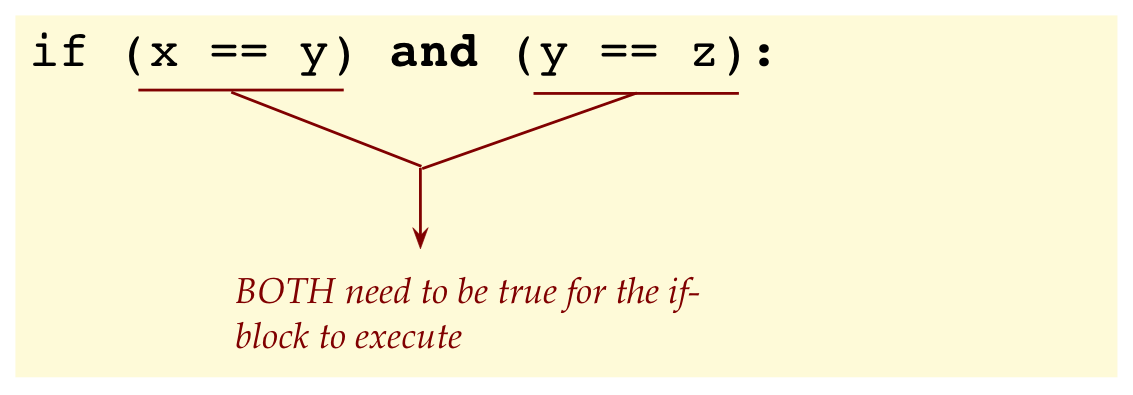 if (x == y) and (y == z):
BOTH need to be true for the if-
block to execute